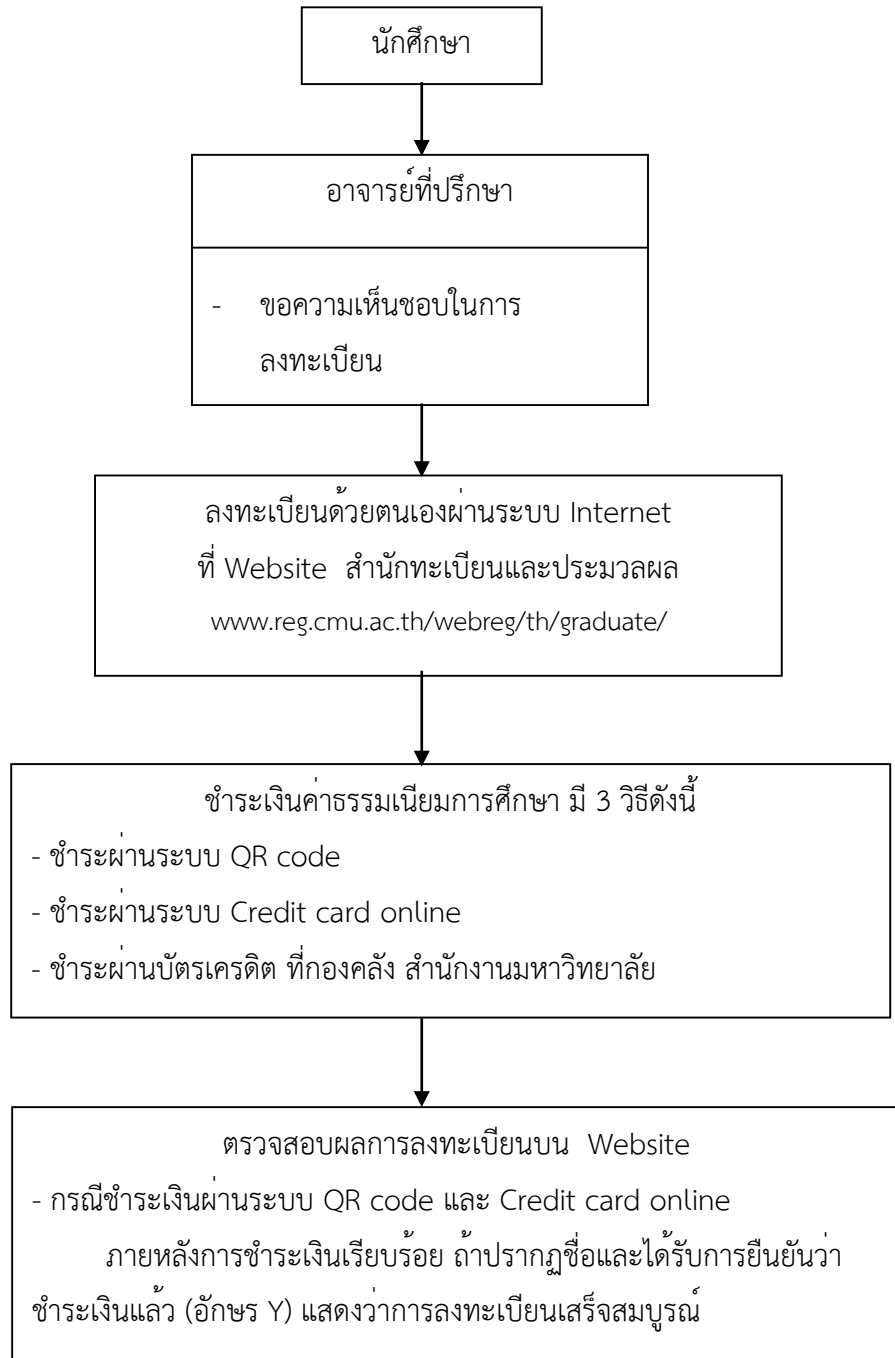 นักศึกษา
อาจารย์ที่ปรึกษา
- ขอความเห็นชอบในการ
ลงทะเบียน
ลงทะเบียนด้วยตนเองผ่านระบบ Internet
ที่ Website สำนักทะเบียนและประมวลผล
www.reg.cmu.ac.th/webreg/th/graduate/
ชำระเงินค่าธรรมเนียมการศึกษา มี 3 วิธีดังนี้
- ชำระผ่านระบบ QR code
- ชำระผ่านระบบ Credit card online
- ชำระผ่านบัตรเครดิต ที่กองคลัง สำนักงานมหาวิทยาลัย
ตรวจสอบผลการลงทะเบียนบน Website
- กรณีชำระเงินผ่านระบบ QR code และ Credit card online
ภายหลังการชำระเงินเรียบร้อย ถ้าปรากฏชื่อและได้รับการยืนยันว่า
ชำระเงินแล้ว (อักษร Y) แสดงว่าการลงทะเบียนเสร็จสมบูรณ์